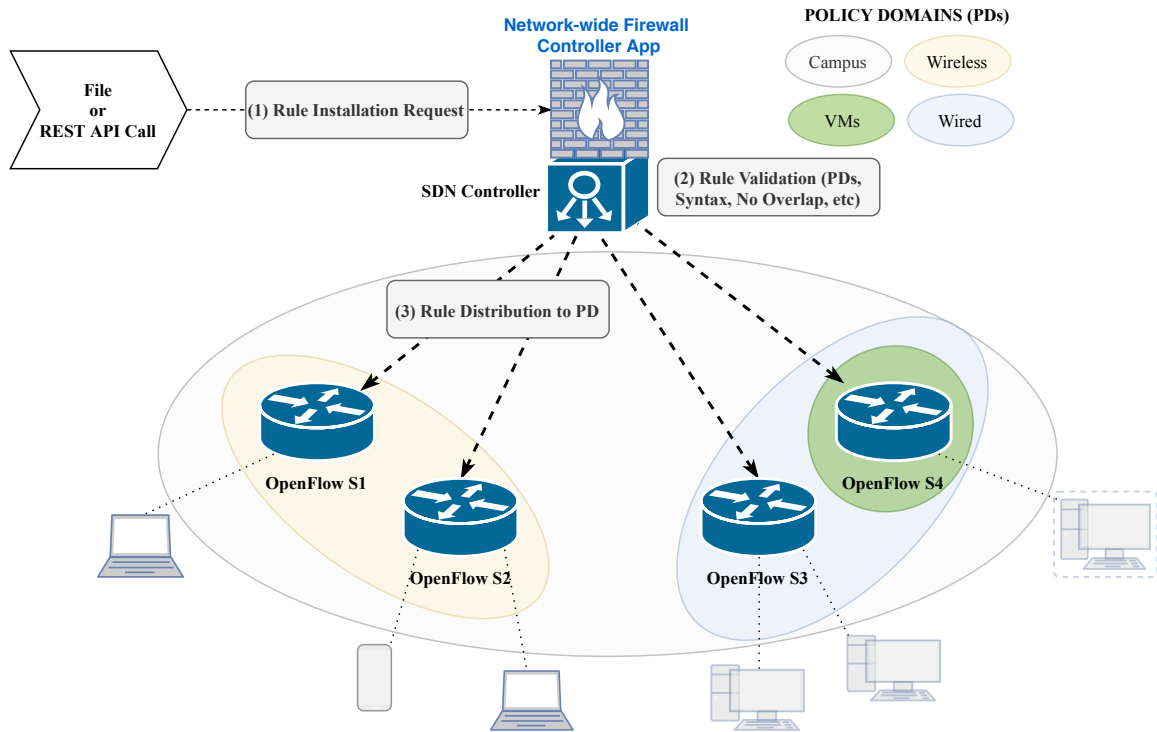 Network-wide Firewall
Controller App
POLICY DOMAINS (PDs)
Campus
Wireless
VMs
Wired
File
or
REST API Call
(1) Rule Installation Request
SDN Controller
(2) Rule Validation (PDs,
Syntax, No Overlap, etc)
(3) Rule Distribution to PD
OpenFlow S1
OpenFlow S2
OpenFlow S3
OpenFlow S4